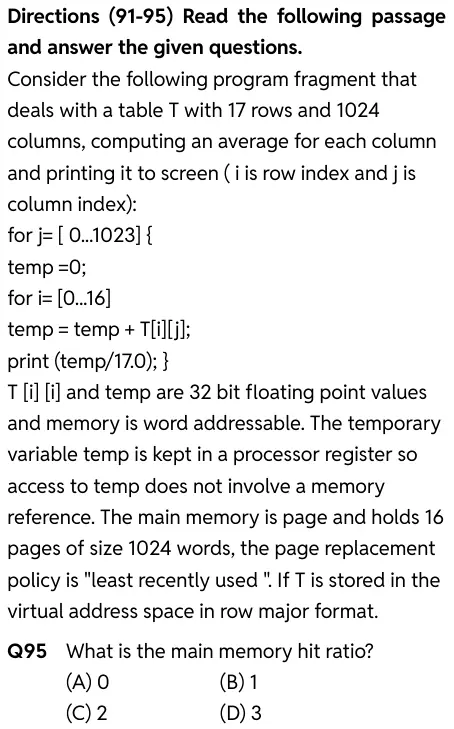 Directions (91-95) Read the following passage
and answer the given questions.
Consider the following program fragment that
deals with a table T with 17 rows and 1024
columns, computing an average for each column
and printing it to screen ( i is row index and j is
column index):
for j= [ 0...1023] {
temp =0;
for i= [0...16]
temp = temp + T[i][j];
print (temp/17.0); }
T [i] [i] and temp are 32 bit floating point values
and memory is word addressable. The temporary
variable temp is kept in a processor register so
access to temp does not involve a memory
reference. The main memory is page and holds 16
pages of size 1024 words, the page replacement
policy is "least recently used ". If T is stored in the
virtual address space in row major format.
Q95 What is the main memory hit ratio?
(A) 0 (B) 1
(C) 2 (D) 3